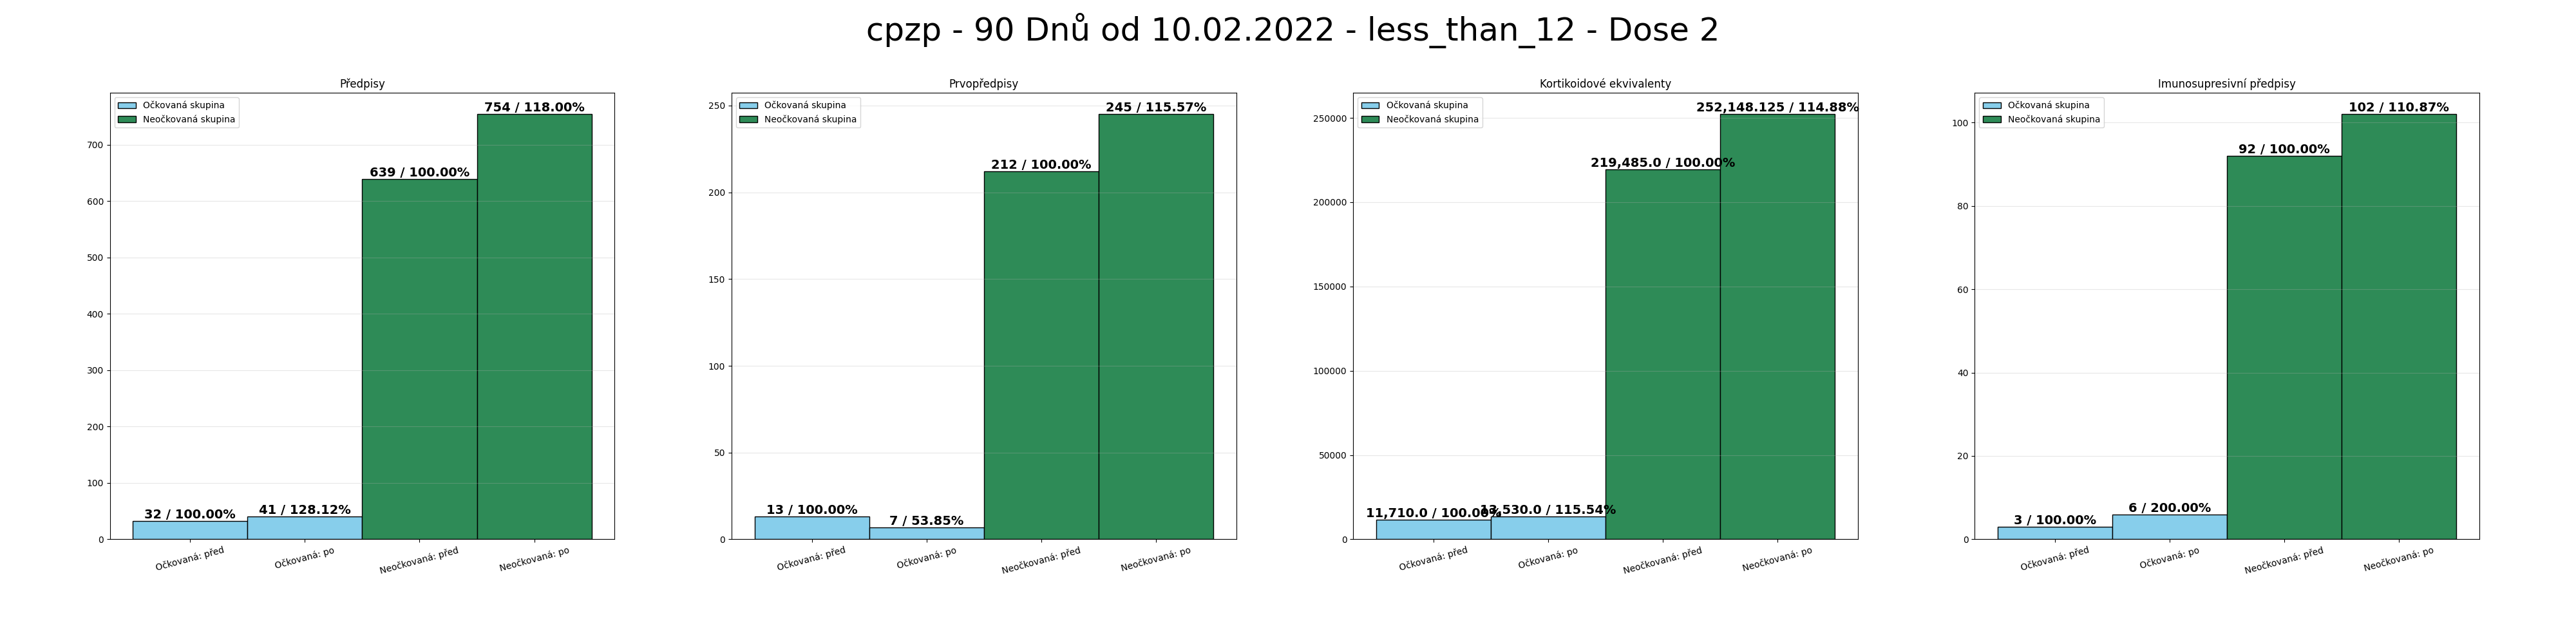 cpzp - 90 Dnů od 10.02.2022 - less_than_12 - Dose 2
Předpisy
Očkovaná skupina
Neočkovaná skupina
700
600
500
400
300
200
100
0
32 / 100.00%
41 / 128.12%
639 / 100.00%
754 / 118.00%
Očkovaná: před
Očkovaná: po
Neočkovaná: před
Neočkovaná: po
Prvopředpisy
Očkovaná skupina
Neočkovaná skupina
250
200
150
100
50
0
13 / 100.00%
7 / 53.85%
212 / 100.00%
245 / 115.57%
Očkovaná: před
Očkovaná: po
Neočkovaná: před
Neočkovaná: po
Kortikoidové ekvivalenty
Očkovaná skupina
Neočkovaná skupina
250000
200000
150000
100000
50000
0
11,710.0 / 100.00%
13,530.0 / 115.54%
219,485.0 / 100.00%
252,148.125 / 114.88%
Očkovaná: před
Očkovaná: po
Neočkovaná: před
Neočkovaná: po
Imunosupresivní předpisy
Očkovaná skupina
Neočkovaná skupina
100
80
60
40
20
0
3 / 100.00%
6 / 200.00%
92 / 100.00%
102 / 110.87%
Očkovaná: před
Očkovaná: po
Neočkovaná: před
Neočkovaná: po